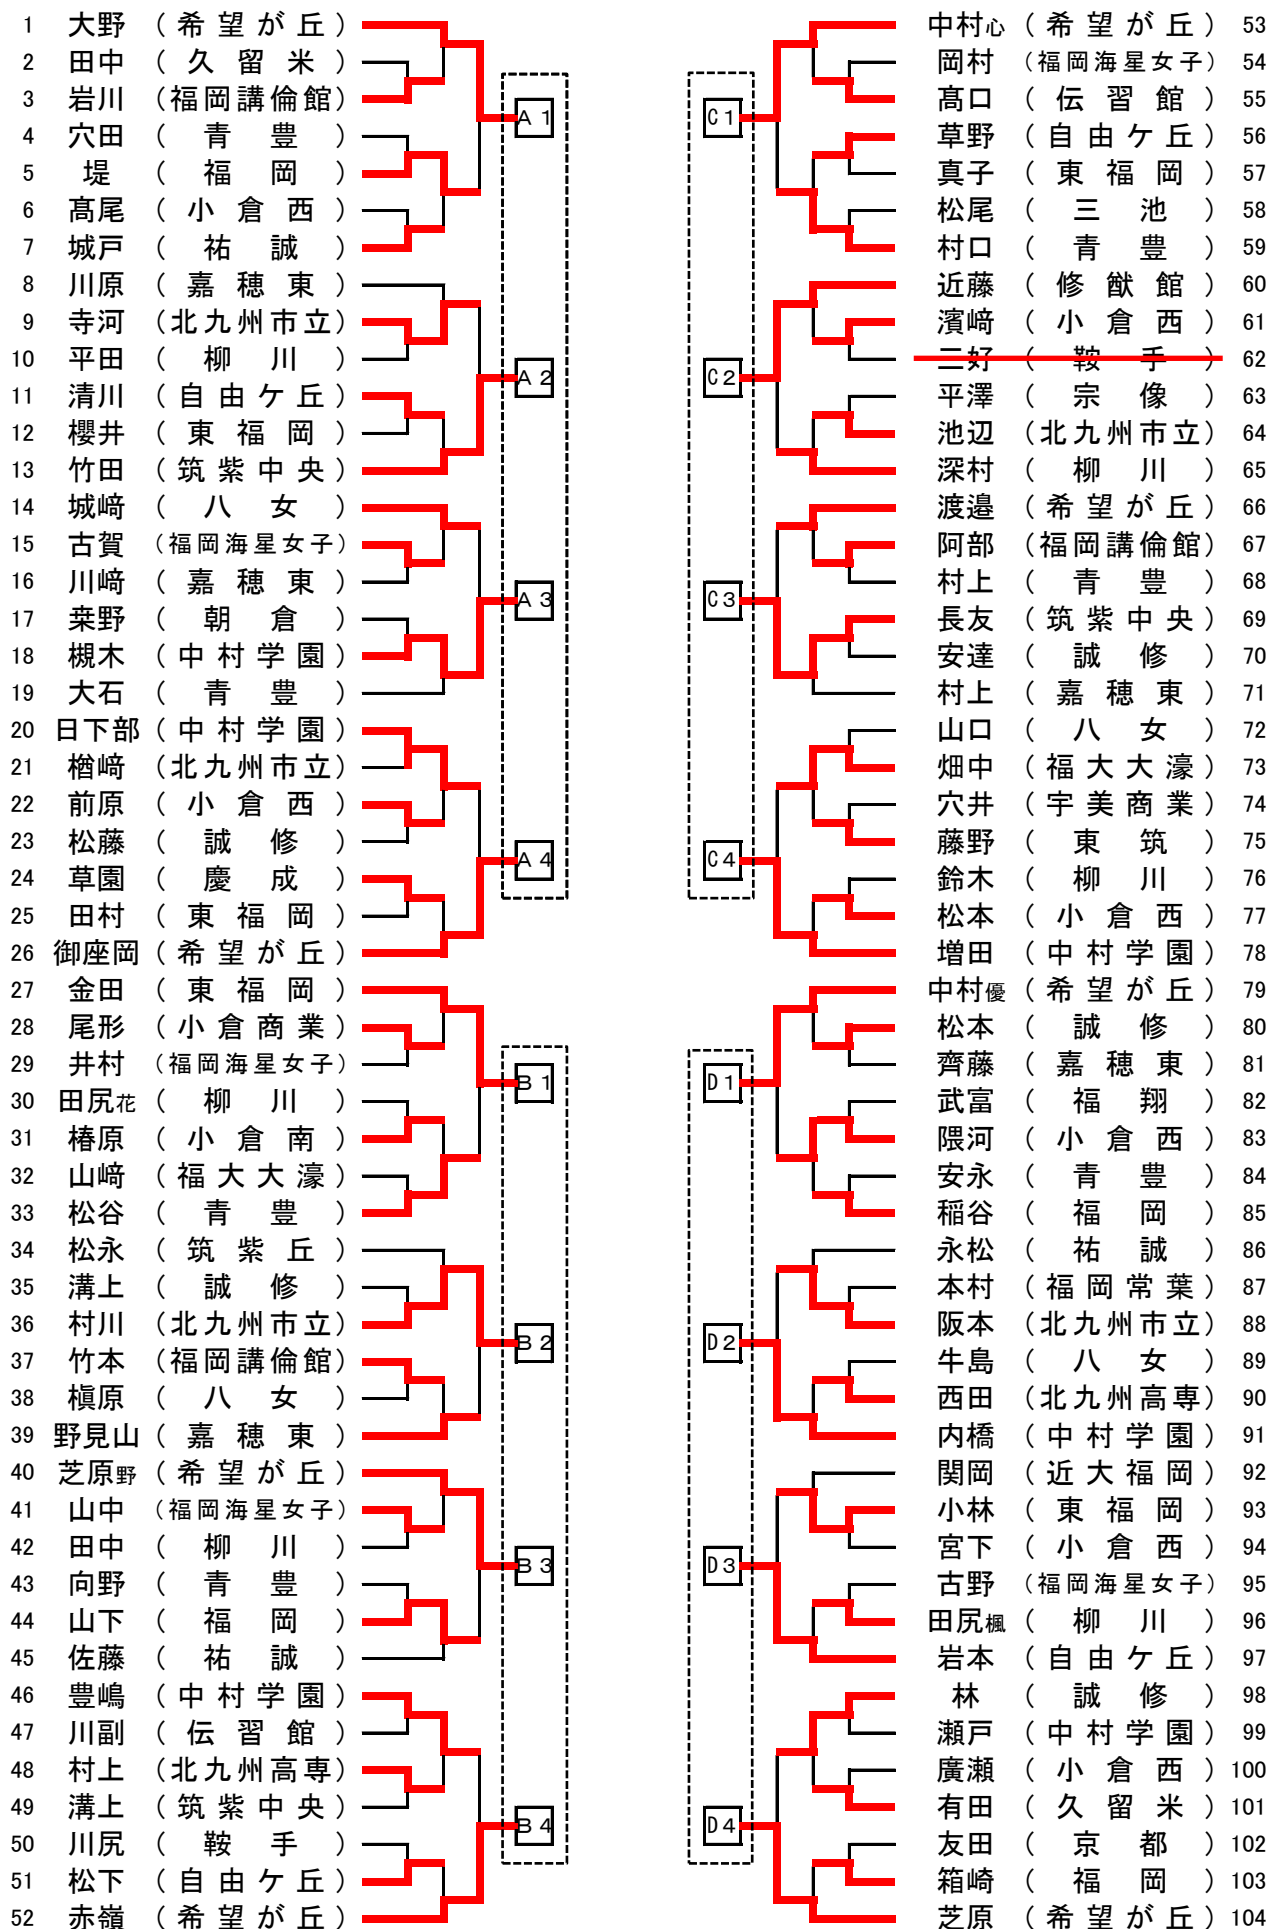 1 大野 （希望が丘）
2 田中 （久留米）
3 岩川 （福岡講倫館）
4 穴田 （青豊）
5 堤 （福岡）
6 髙尾 （小倉西）
7 城戸 （祐誠）
8 川原 （嘉穂東）
9 寺河 （北九州市立）
10 平田 （柳川）
11 清川 （自由ケ丘）
12 櫻井 （東福岡）
13 竹田 （筑紫中央）
14 城﨑 （八女）
15 古賀 （福岡海星女子）
16 川﨑 （嘉穂東）
17 桒野 （朝倉）
18 槻木 （中村学園）
19 大石 （青豊）
20 日下部 （中村学園）
21 楢﨑 （北九州市立）
22 前原 （小倉西）
23 松藤 （誠修）
24 草園 （慶成）
25 田村 （東福岡）
26 御座岡 （希望が丘）
27 金田 （東福岡）
28 尾形 （小倉商業）
29 井村 （福岡海星女子）
30 田尻花 （柳川）
31 椿原 （小倉南）
32 山﨑 （福大大濠）
33 松谷 （青豊）
34 松永 （筑紫丘）
35 溝上 （誠修）
36 村川 （北九州市立）
37 竹本 （福岡講倫館）
38 槇原 （八女）
39 野見山 （嘉穂東）
40 芝原野 （希望が丘）
41 山中 （福岡海星女子）
42 田中 （柳川）
43 向野 （青豊）
44 山下 （福岡）
45 佐藤 （祐誠）
46 豊嶋 （中村学園）
47 川副 （伝習館）
48 村上 （北九州高専）
49 溝上 （筑紫中央）
50 川尻 （鞍手）
51 松下 （自由ケ丘）
52 赤嶺 （希望が丘）
A1
A2
A3
A4
B1
B2
B3
B4
C1
C2
C3
C4
D1
D2
D3
D4
中村心 （希望が丘） 53
岡村 （福岡海星女子） 54
髙口 （伝習館） 55
草野 （自由ケ丘） 56
真子 （東福岡） 57
松尾 （三池） 58
村口 （青豊） 59
近藤 （修猷館） 60
濱﨑 （小倉西） 61
三好 （鞍手） 62
平澤 （宗像） 63
池辺 （北九州市立） 64
深村 （柳川） 65
渡邉 （希望が丘） 66
阿部 （福岡講倫館） 67
村上 （青豊） 68
長友 （筑紫中央） 69
安達 （誠修） 70
村上 （嘉穂東） 71
山口 （八女） 72
畑中 （福大大濠） 73
穴井 （宇美商業） 74
藤野 （東筑） 75
鈴木 （柳川） 76
松本 （小倉西） 77
増田 （中村学園） 78
中村優 （希望が丘） 79
松本 （誠修） 80
齊藤 （嘉穂東） 81
武富 （福翔） 82
隈河 （小倉西） 83
安永 （青豊） 84
稲谷 （福岡） 85
永松 （祐誠） 86
本村 （福岡常葉） 87
阪本 （北九州市立） 88
牛島 （八女） 89
西田 （北九州高専） 90
内橋 （中村学園） 91
関岡 （近大福岡） 92
小林 （東福岡） 93
宮下 （小倉西） 94
古野 （福岡海星女子） 95
田尻楓 （柳川） 96
岩本 （自由ケ丘） 97
林 （誠修） 98
瀬戸 （中村学園） 99
廣瀬 （小倉西） 100
有田 （久留米） 101
友田 （京都） 102
箱崎 （福岡） 103
芝原 （希望が丘） 104